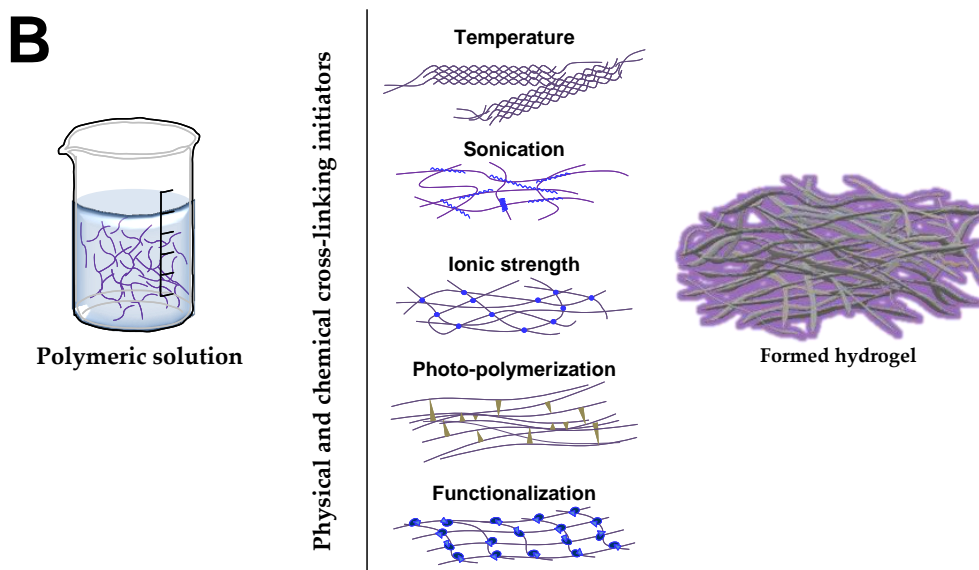 B
Polymeric solution
Physical and chemical cross-linking initiators
Temperature
Sonication
Ionic strength
Photo-polymerization
Functionalization
Formed hydrogel